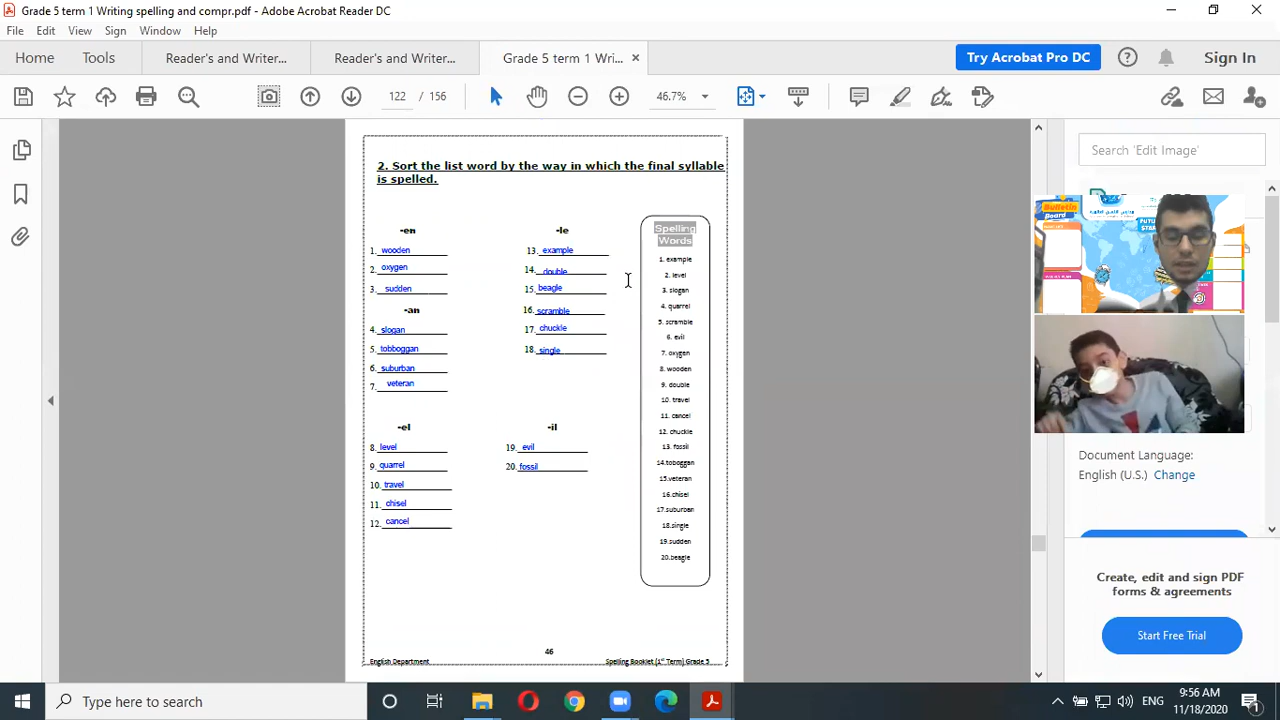 Grade 5 term 1 Writing spelling and compr.pdf - Adobe Acrobat Reader DC
File Edit View Sign Window Help
Home Tools Reader's and Writer... Reader's and Writer... Grade 5 term 1 Wri... Try Acrobat Pro DC Sign In
122 / 156 46.7%
2. Sort the list word by the way in which the final syllable
is spelled.
-en
1. wooden
2. oxygen
3. sudden
-an
4. slogan
5. tobboggan
6. suburban
7. veteran
-el
8. level
9. quarrel
10. travel
11. chisel
12. cancel
-le
13. example
14. double
15. beagle
16. scramble
17. chuckle
18. single
-il
19. evil
20. fossil
Spelling
Words
1. example
2. level
3. slogan
4. quarrel
5. scramble
6. evil
7. oxygen
8. wooden
9. double
10. travel
11. cancel
12. chuckle
13. fossil
14.toboggan
15.veteran
16.chisel
17.suburban
18.single
19.sudden
20.beagle
46
English Department Spelling Booklet (1st Term) Grade 5
Search 'Edit Image'
Bulletin
Board
Document Language:
English (U.S.) Change
Create, edit and sign PDF
forms & agreements
Start Free Trial
Type here to search
ENG
9:56 AM
11/18/2020
1